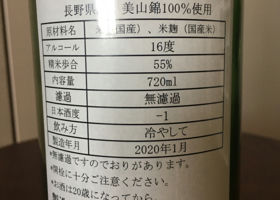 長野県 美山錦100%使用
原材料名 米(国産)、米麹(国産米)
アルコール 16度
精米歩合 55%
内容量 720ml
濾過 無濾過
日本酒度 -1
飲み方 冷やして
製造年月 2020年1月
*無濾過ですのでおりがあります。
*開栓に十分ご注意ください。
*お酒は20歳になってから。